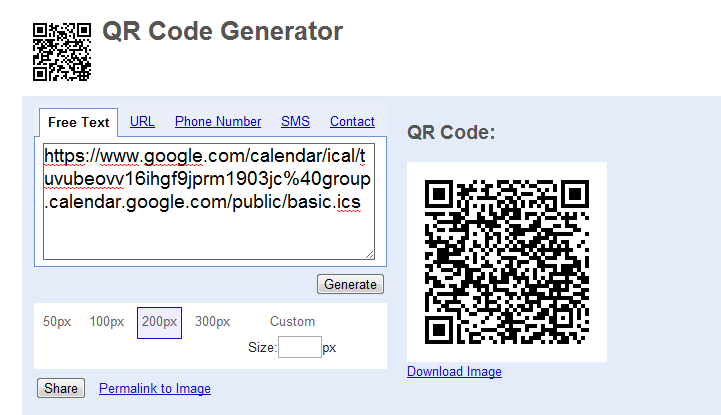 QR Code Generator
Free Text URL Phone Number SMS Contact
https://www.google.com/calendar/ical/t
uvubeovv16ihgf9jprm1903jc%40group
.calendar.google.com/public/basic.ics
Generate
50px 100px 200px 300px Custom
Size: px
Share Permalink to Image
QR Code:
Download Image